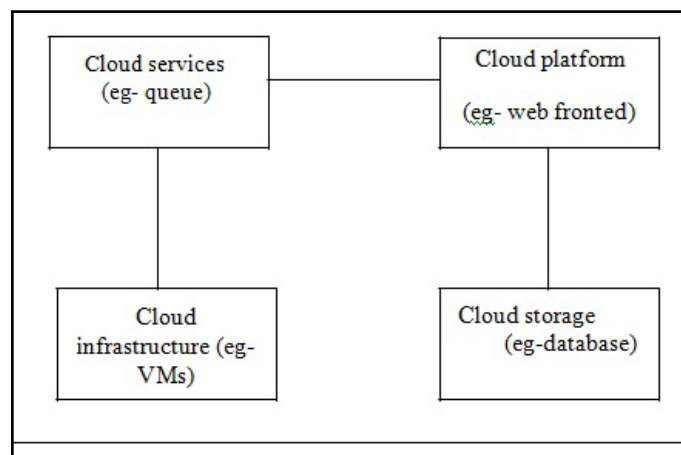 Cloud services
(eg- queue)
Cloud platform
(eg- web fronted)
Cloud
infrastructure (eg-
VMs)
Cloud storage
(eg-database)